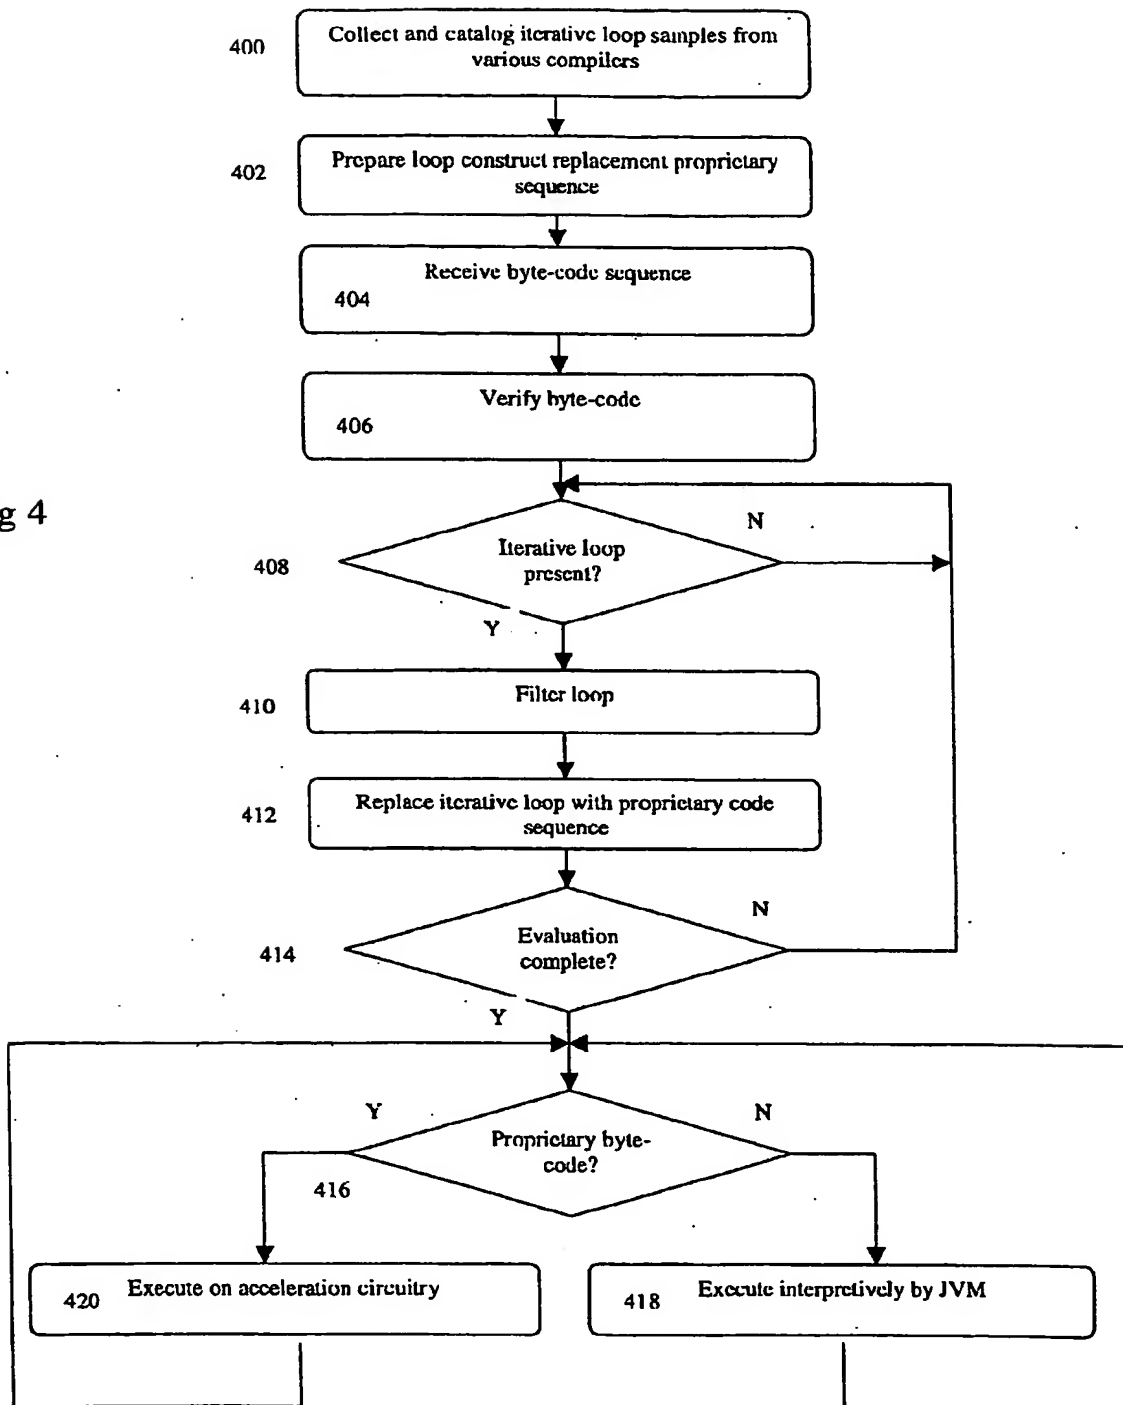 400
Collect and catalog iterative loop samples from
various compilers
402
Prepare loop construct replacement proprietary
sequence
Receive byte-code sequence
404
Verify byte-code
406
g 4
N
408
Iterative loop
present?
Y
410
Filter loop
412
Replace iterative loop with proprietary code
sequence
N
414
Evaluation
complete?
Y
Y
N
Proprietary byte-
code?
416
420
Execute on acceleration circuitry
418
Execute interpretively by JVM